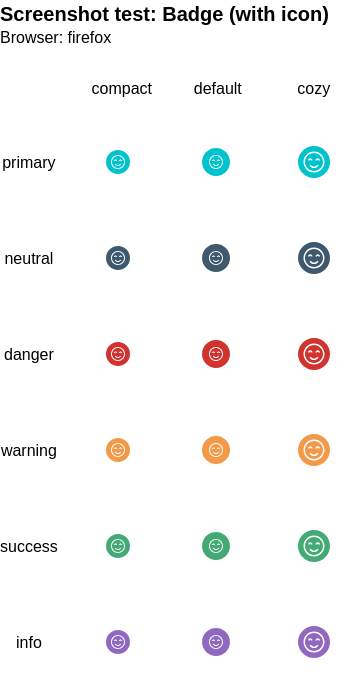 Screenshot test: Badge (with icon)
Browser: firefox
compact default cozy
primary
neutral
danger
warning
success
info